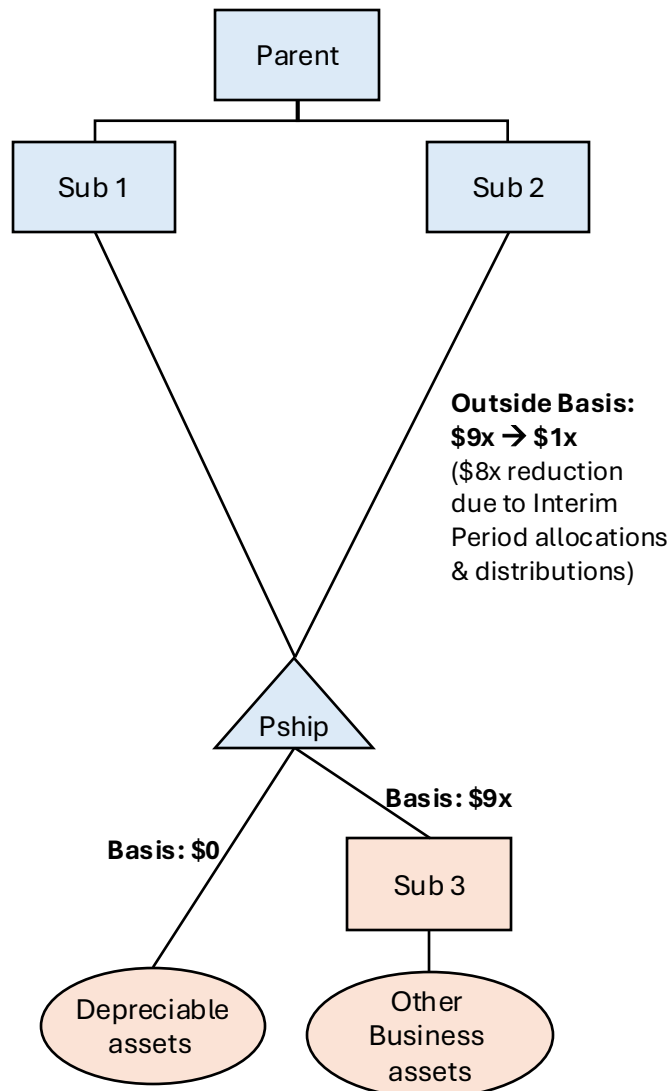 Parent
Sub 1
Sub 2
Outside Basis:
$9x → $1x
($8x reduction
due to Interim
Period allocations
& distributions)
Pship
Basis: $9x
Basis: $0
Sub 3
Depreciable
assets
Other
Business
assets